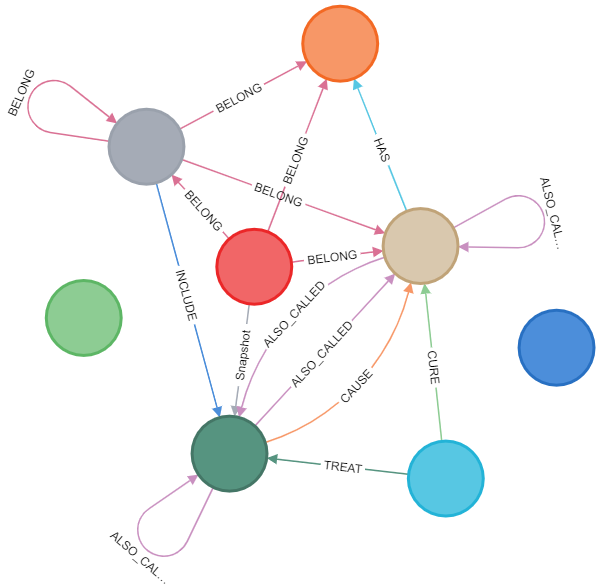 BELONG
BELONG
BELONG
HAS
BELONG
BELONG
ALSO_CAL...
BELONG
INCLUDE
ALSO_CALLED
Snapshot
ALSO_CALLED
CURE
CAUSE
TREAT
ALSO_CAL...